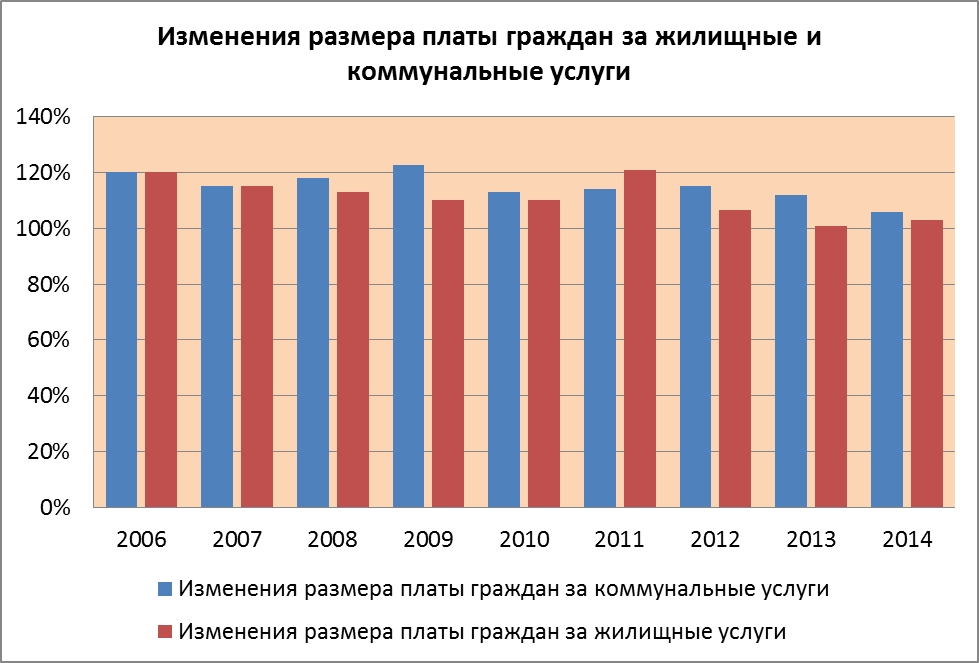 Изменения размера платы граждан за жилищные и
коммунальные услуги
140%
120%
100%
80%
60%
40%
20%
0%
2006 2007 2008 2009 2010 2011 2012 2013 2014
Изменения размера платы граждан за коммунальные услуги
Изменения размера платы граждан за жилищные услуги